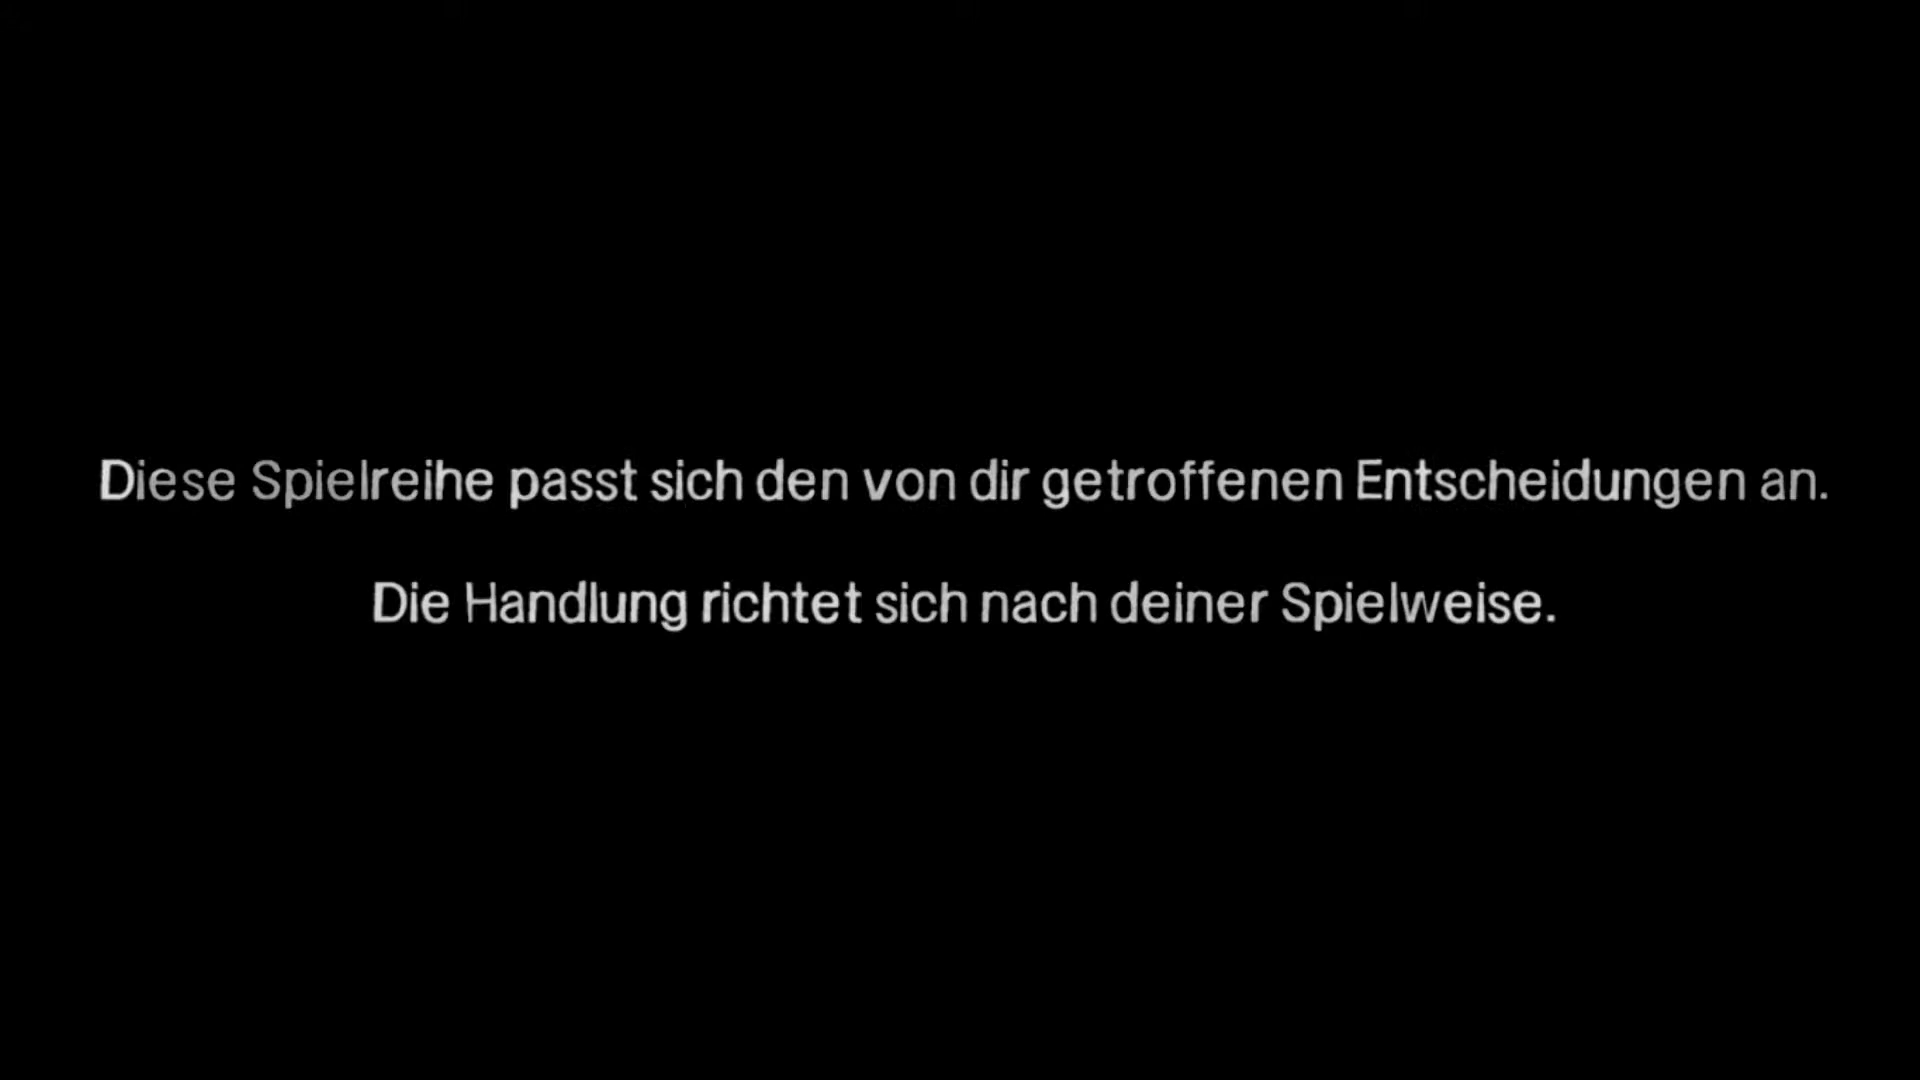 Diese Spielreihe passt sich den von dir getroffenen Entscheidungen an.
Die Handlung richtet sich nach deiner Spielweise.